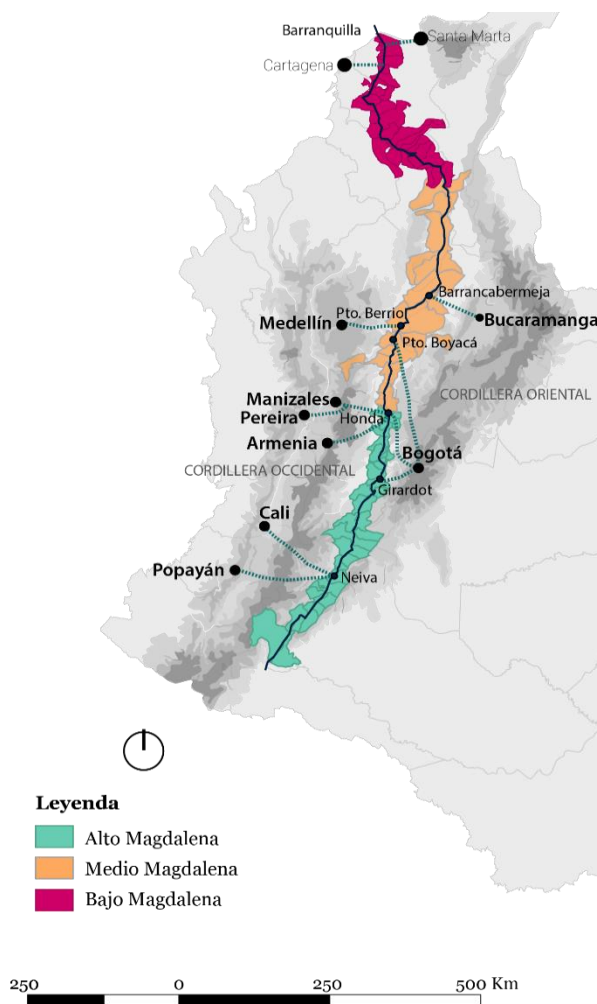 Barranquilla
Santa Marta
Cartagena
Barrancabermeja
Pto. Berrio
Medellín
Bucaramanga
Pto. Boyacá
CORDILLERA ORIENTAL
Manizales
Pereira
Honda
Armenia
Bogotá
CORDILLERA OCCIDENTAL
Girardot
Cali
Popayán
Neiva
Leyenda
Alto Magdalena
Medio Magdalena
Bajo Magdalena
250 0 250 500 Km